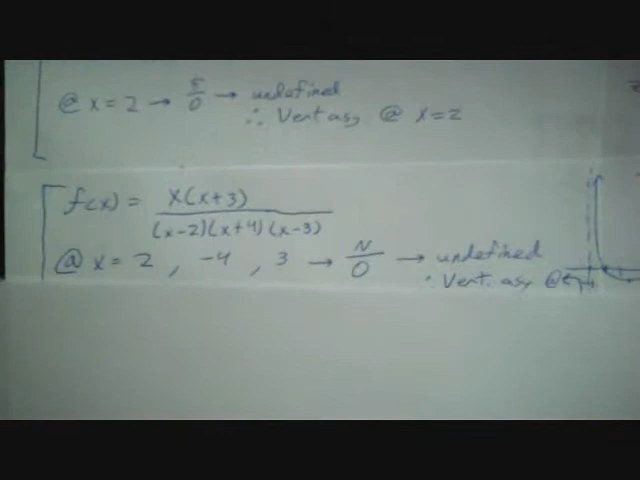 @ x = 2 → 5/0 → undefined
∴ Vert. asy @ x = 2
f(x) = x(x+3)
(x-2)(x+4)(x-3)
@ x = 2 , -4 , 3 → N/0 → undefined
∴ Vert. asy @